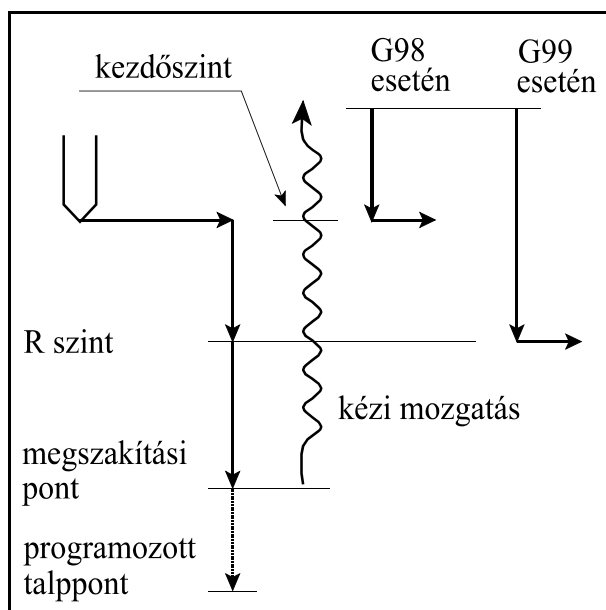 kezdőszint
G98
esetén
G99
esetén
R szint
kézi mozgatás
megszakítási
pont
programozott
talppont